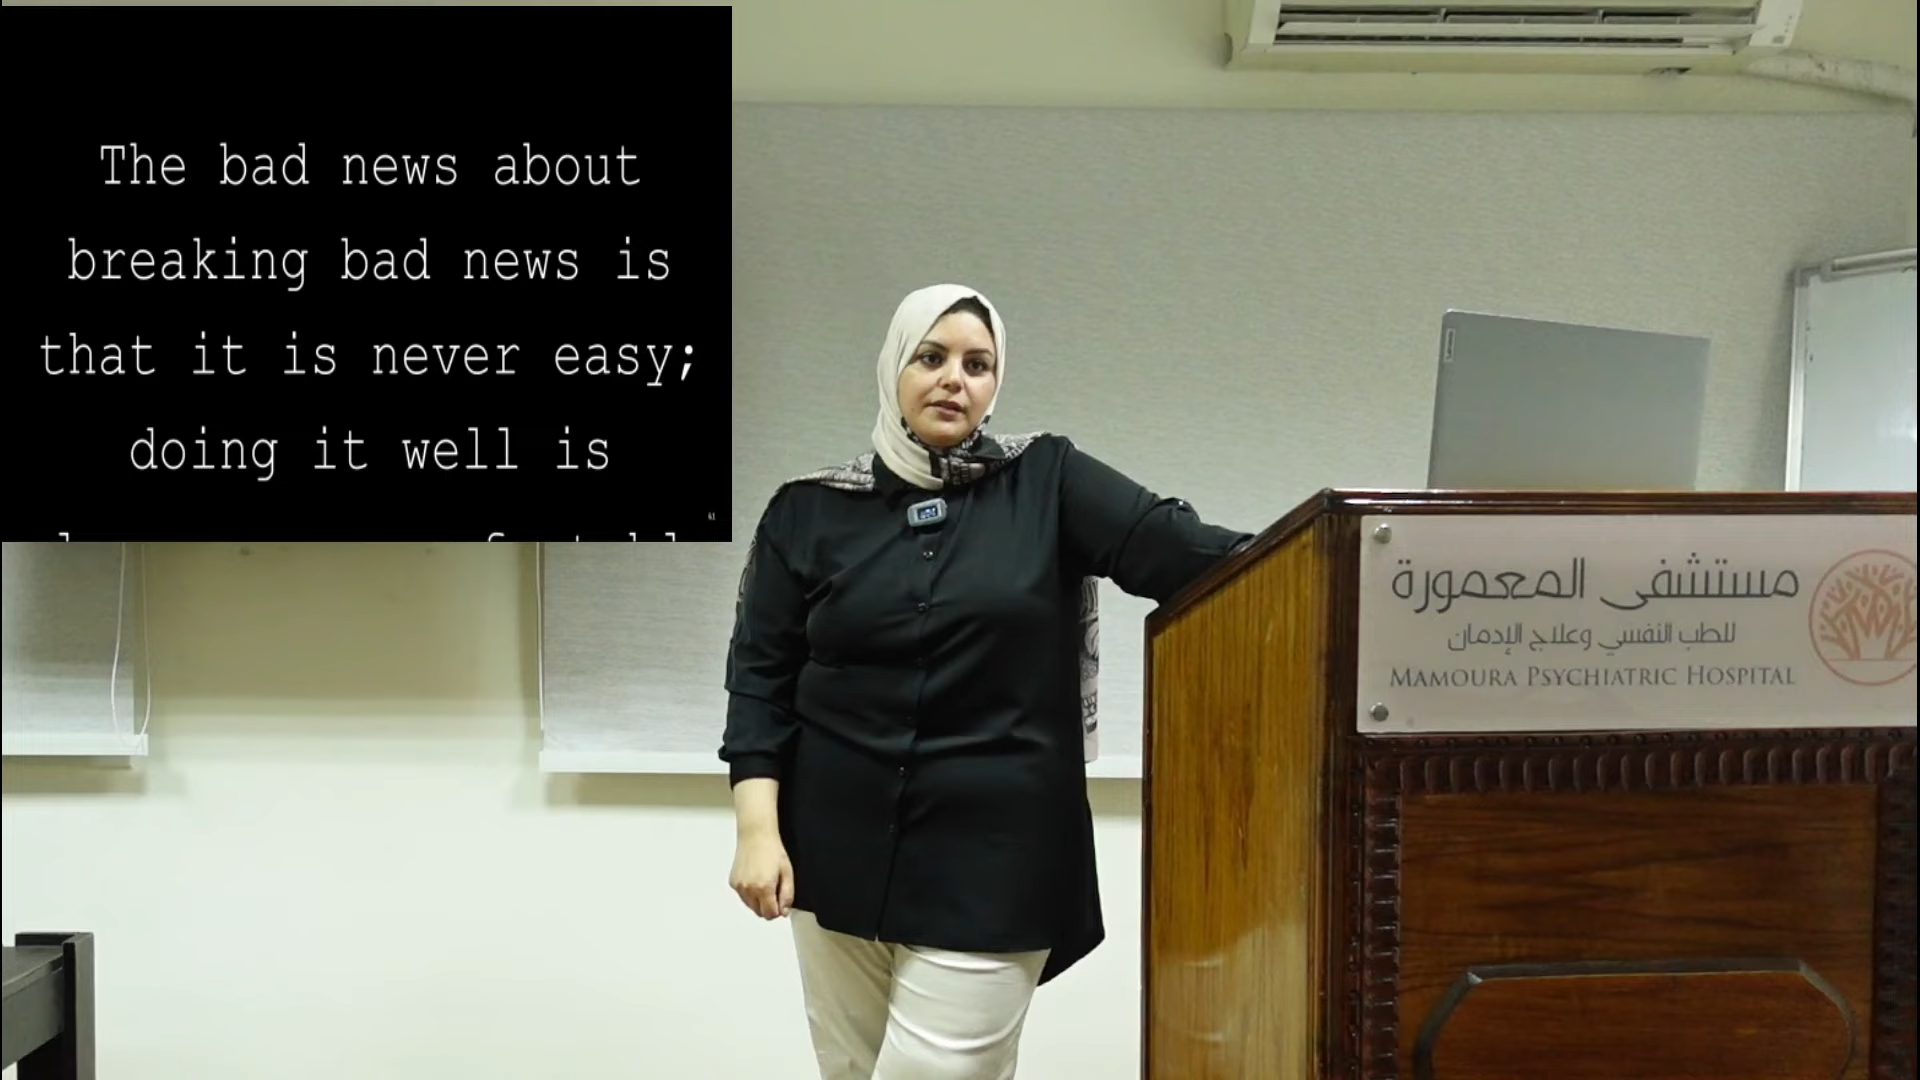 The bad news about
breaking bad news is
that it is never easy;
doing it well is
61
مستشفى المعمورة
للطب النفسي وعلاج الإدمان
MAMOURA PSYCHIATRIC HOSPITAL